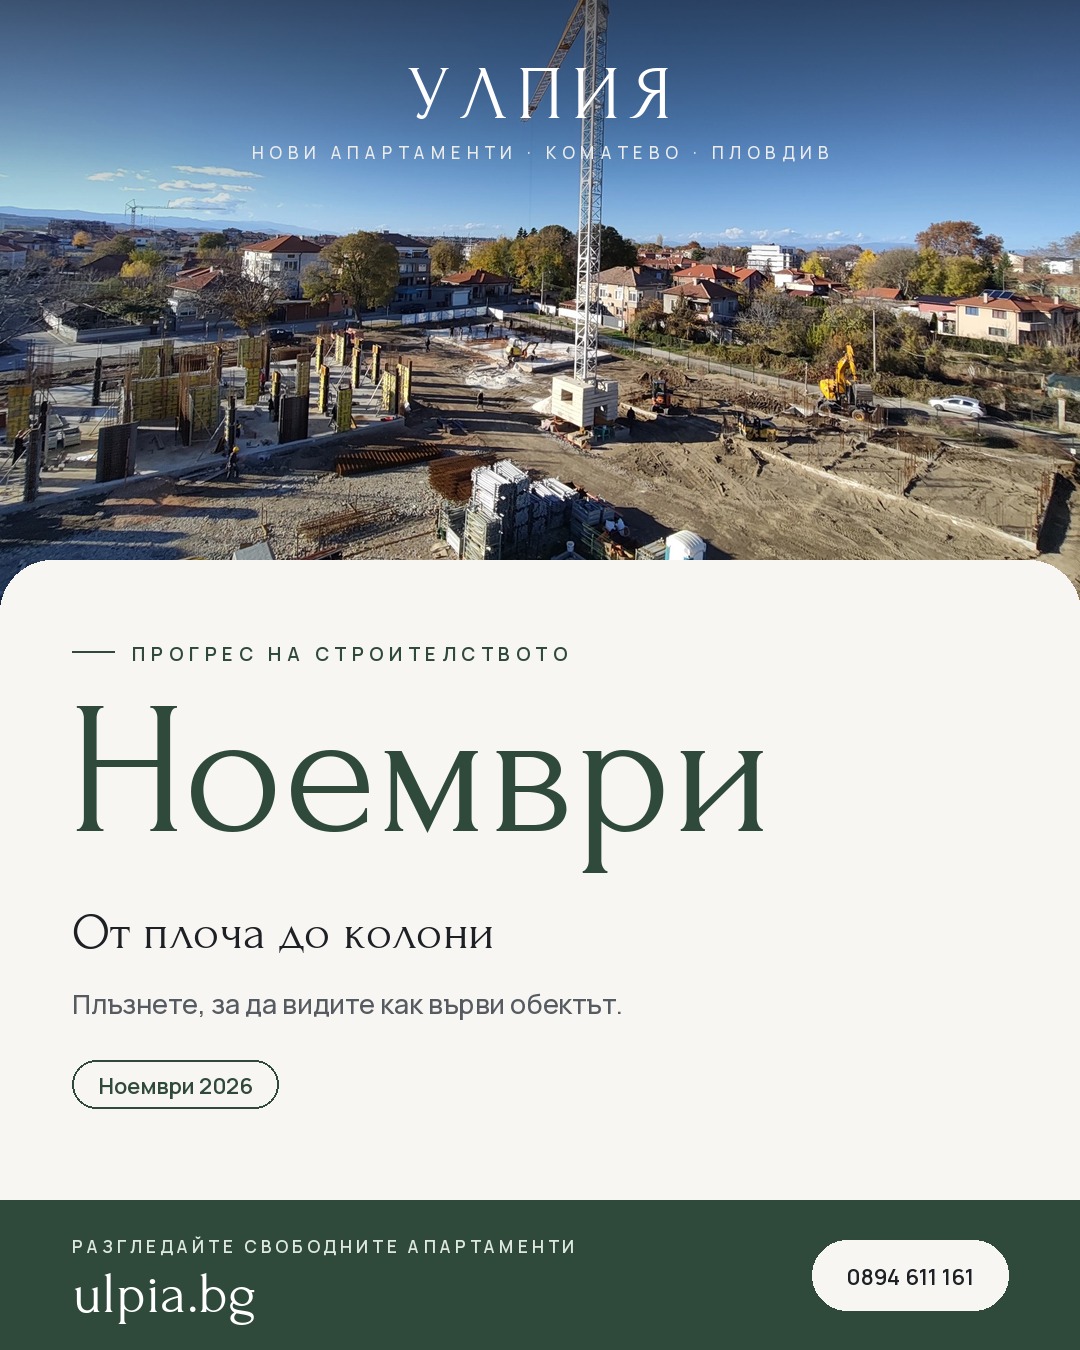 УЛПИЯ
НОВИ АПАРТАМЕНТИ · КОМАТЕВО · ПЛОВДИВ
ПРОГРЕС НА СТРОИТЕЛСТВОТО
Ноември
От плоча до колони
Плъзнете, за да видите как върви обектът.
Ноември 2026
РАЗГЛЕДАЙТЕ СВОБОДНИТЕ АПАРТАМЕНТИ
ulpia.bg
0894 611 161